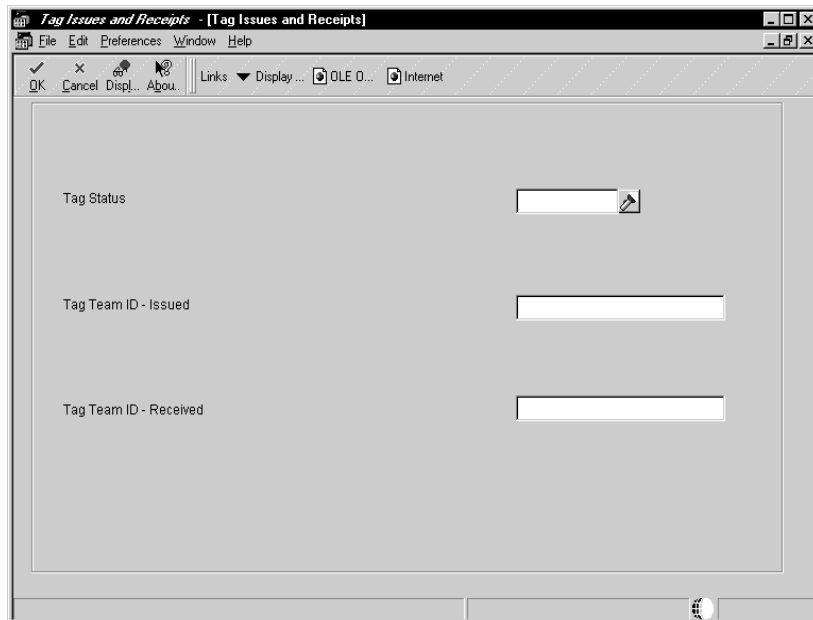 Tag Issues and Receipts - [Tag Issues and Receipts]
File Edit Preferences Window Help
OK Cancel Displ... Abou.. Links Display ... OLE O... Internet
Tag Status
Tag Team ID - Issued
Tag Team ID - Received